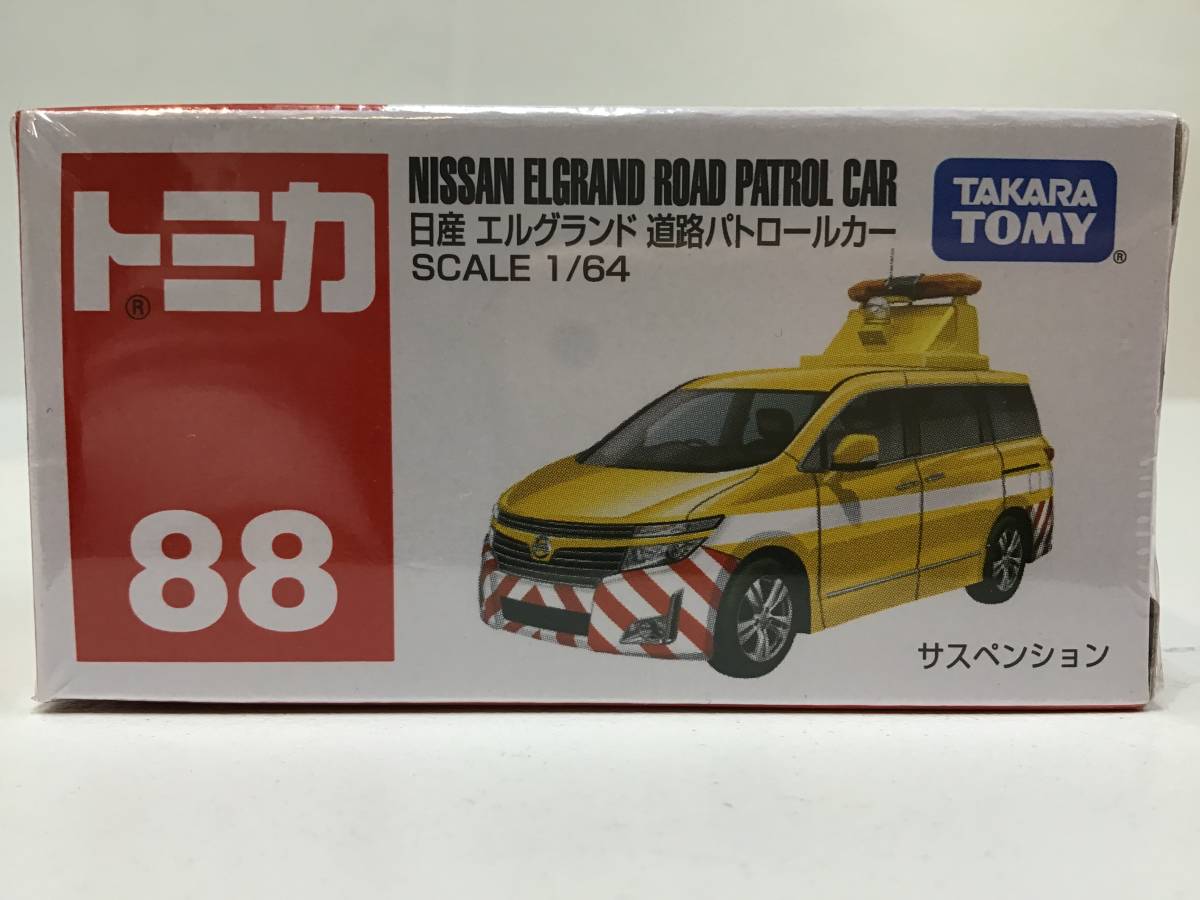 トミカ
®
88
NISSAN ELGRAND ROAD PATROL CAR
日産 エルグランド 道路パトロールカー
SCALE 1/64
TAKARA
TOMY
®
サスペンション